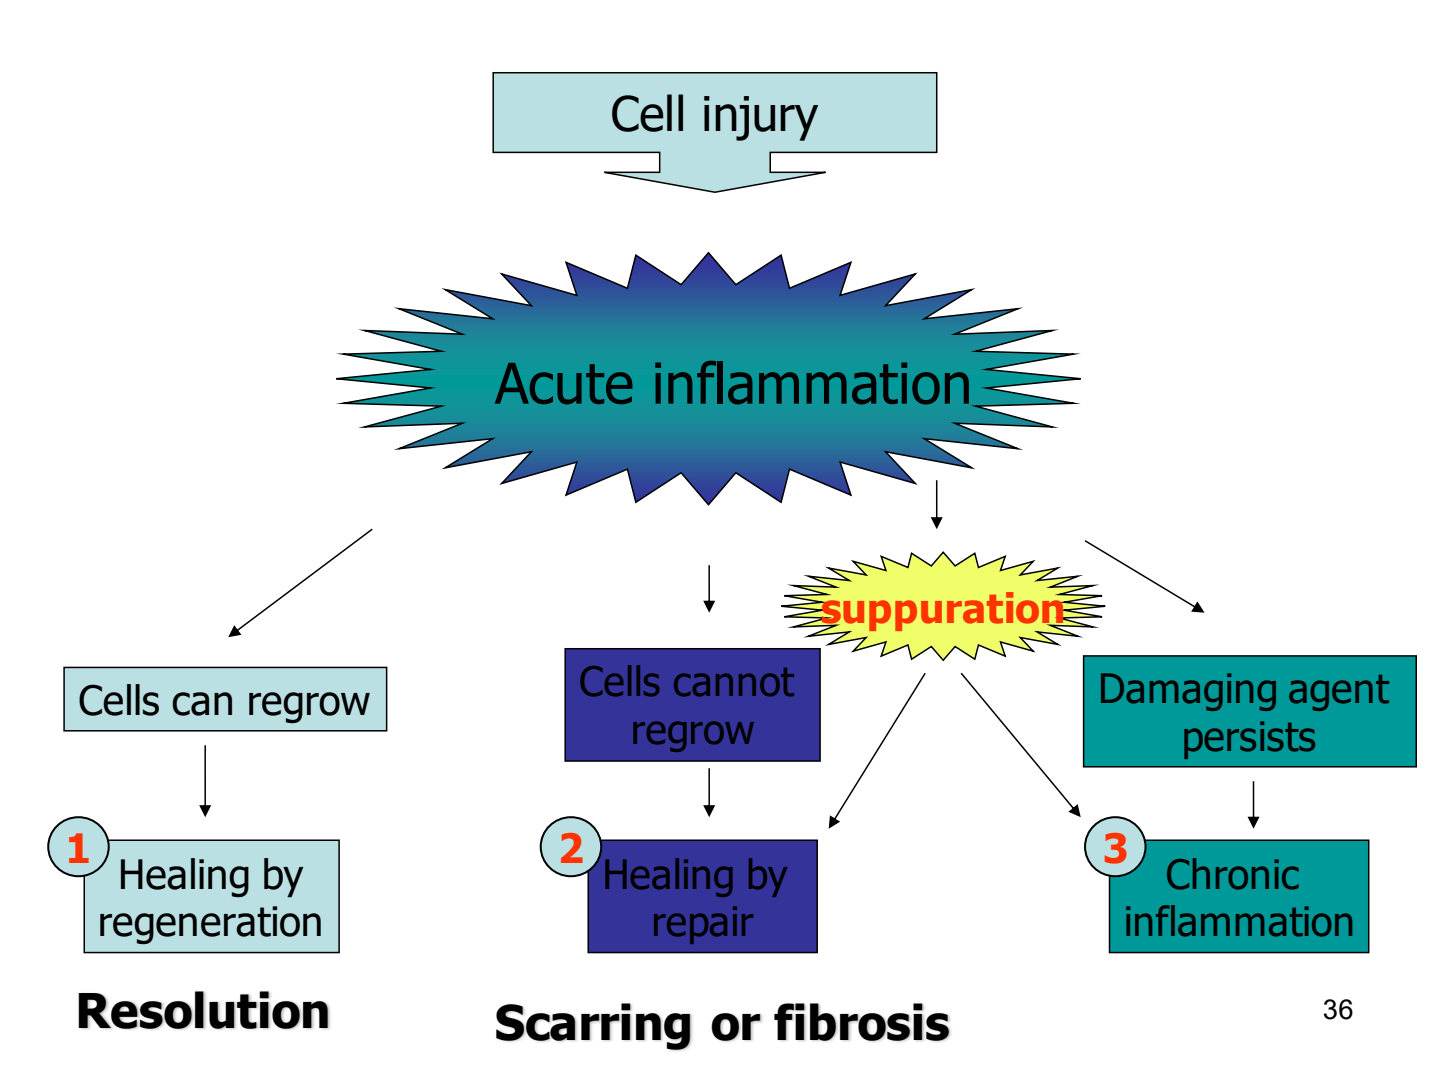 Cell injury
Acute inflammation
suppuration
Cells can regrow
Cells cannot
regrow
Damaging agent
persists
1
Healing by
regeneration
2
Healing by
repair
3
Chronic
inflammation
Resolution
Scarring or fibrosis
36